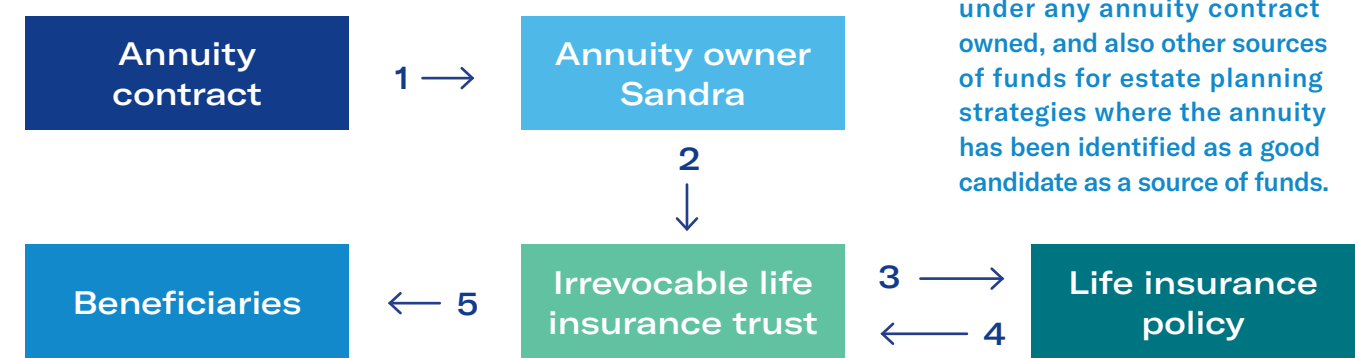 Annuity
contract
1
Annuity owner
Sandra
under any annuity contract
owned, and also other sources
of funds for estate planning
strategies where the annuity
has been identified as a good
candidate as a source of funds.
2
Beneficiaries
5
Irrevocable life
insurance trust
3
4
Life insurance
policy